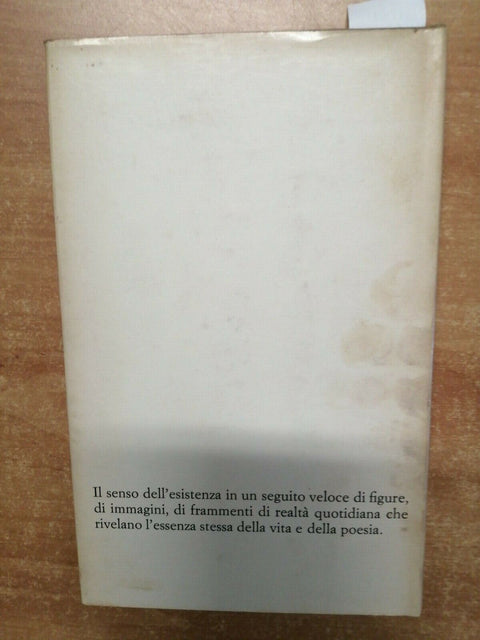 Il senso dell'esistenza in un seguito veloce di figure,
di immagini, di frammenti di realtà quotidiana che
rivelano l'essenza stessa della vita e della poesia.